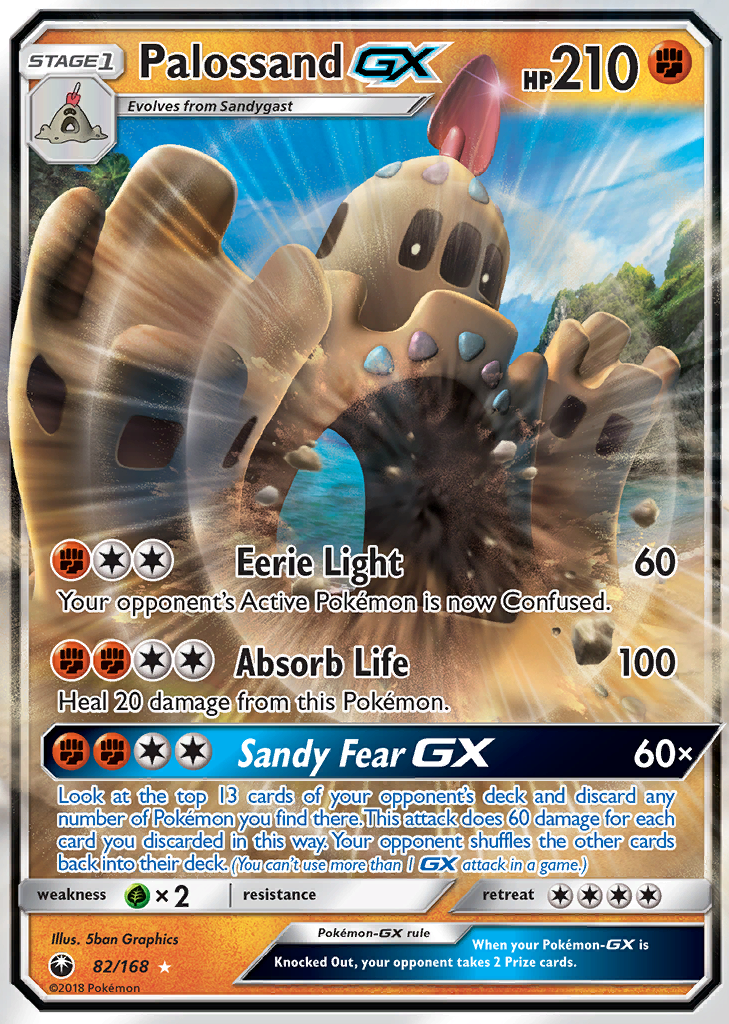 STAGE1 Palossand GX HP210
Evolves from Sandygast
Eerie Light 60
Your opponent's Active Pokémon is now Confused.
Absorb Life 100
Heal 20 damage from this Pokémon.
Sandy Fear GX 60×
Look at the top 13 cards of your opponent's deck and discard any
number of Pokémon you find there. This attack does 60 damage for each
card you discarded in this way. Your opponent shuffles the other cards
back into their deck. (You can't use more than 1 GX attack in a game.)
weakness ×2 resistance retreat
Illus. 5ban Graphics
82/168
©2018 Pokémon
Pokémon-GX rule
When your Pokémon-GX is
Knocked Out, your opponent takes 2 Prize cards.